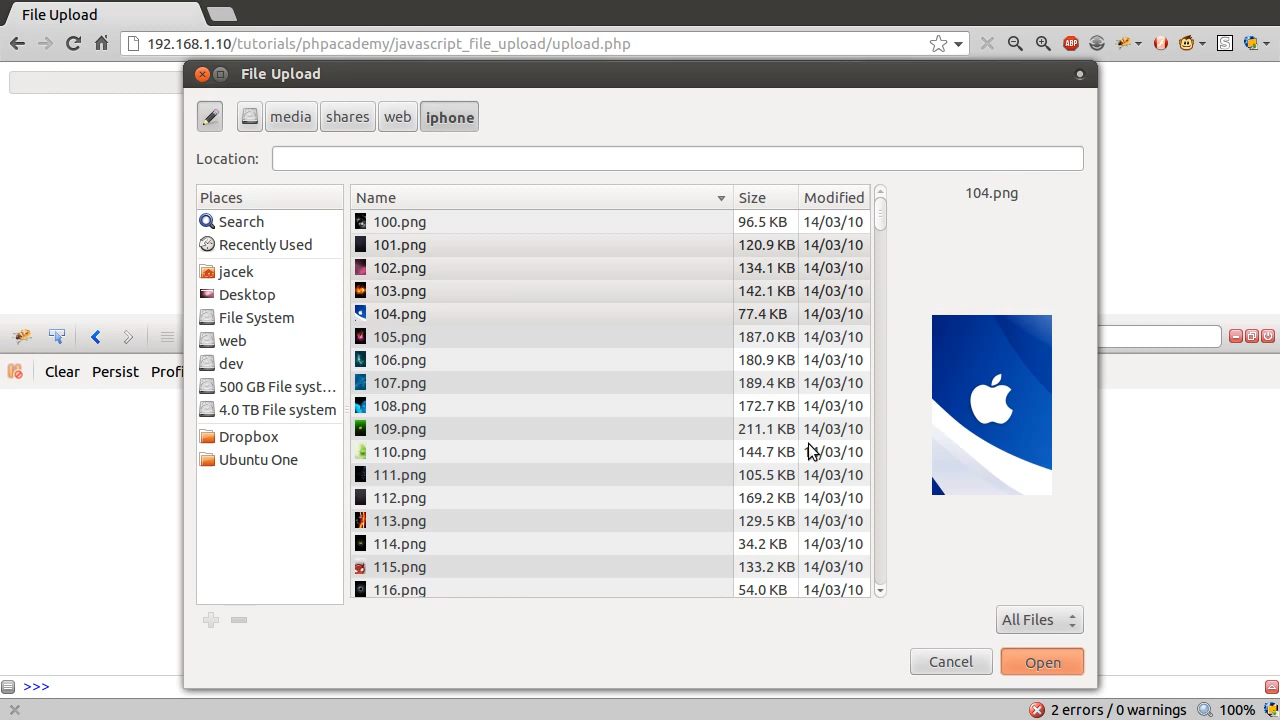 File Upload
192.168.1.10/tutorials/phpacademy/javascript_file_upload/upload.php
ABP
S
File Upload
media shares web iphone
Location:
Places
Search
Recently Used
jacek
Desktop
File System
web
dev
500 GB File syst...
4.0 TB File system
Dropbox
Ubuntu One
Name Size Modified
100.png 96.5 KB 14/03/10
101.png 120.9 KB 14/03/10
102.png 134.1 KB 14/03/10
103.png 142.1 KB 14/03/10
104.png 77.4 KB 14/03/10
105.png 187.0 KB 14/03/10
106.png 180.9 KB 14/03/10
107.png 189.4 KB 14/03/10
108.png 172.7 KB 14/03/10
109.png 211.1 KB 14/03/10
110.png 144.7 KB 14/03/10
111.png 105.5 KB 14/03/10
112.png 169.2 KB 14/03/10
113.png 129.5 KB 14/03/10
114.png 34.2 KB 14/03/10
115.png 133.2 KB 14/03/10
116.png 54.0 KB 14/03/10
104.png
All Files
Cancel Open
Clear Persist Profi
>>>
2 errors / 0 warnings 100%